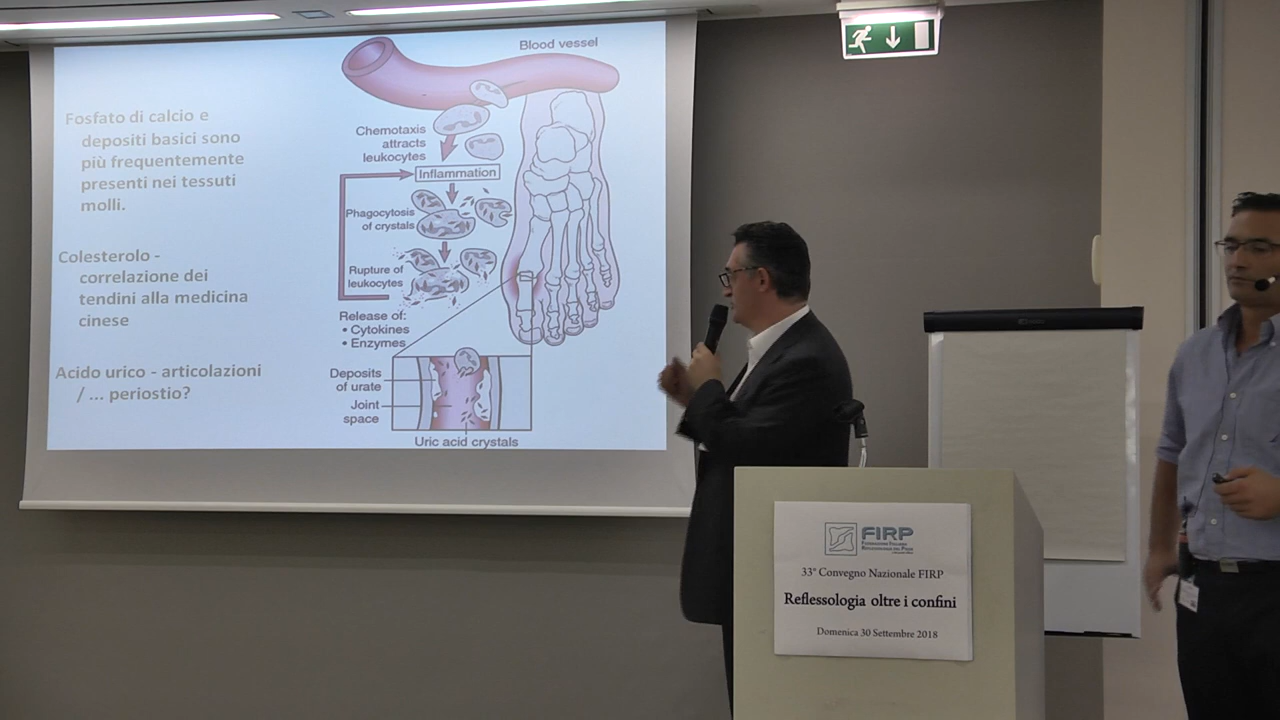 Fosfato di calcio e
depositi basici sono
più frequentemente
presenti nei tessuti
molli.
Colesterolo -
correlazione dei
tendini alla medicina
cinese
Acido urico - articolazioni
/ ... periostio?
Blood vessel
Chemotaxis
attracts
leukocytes
Inflammation
Phagocytosis
of crystals
Rupture of
leukocytes
Release of:
• Cytokines
• Enzymes
Deposits
of urate
Joint
space
Uric acid crystals
FIRP
33° Convegno Nazionale FIRP
Reflessologia oltre i confini
Domenica 30 Settembre 2018